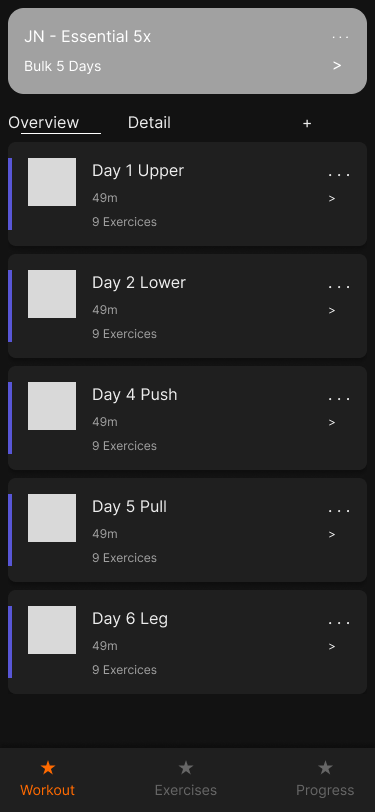 JN - Essential 5x
...
Bulk 5 Days
>
Overview
Detail
+
Day 1 Upper
...
49m
>
9 Exercices
Day 2 Lower
...
49m
>
9 Exercices
Day 4 Push
...
49m
>
9 Exercices
Day 5 Pull
...
49m
>
9 Exercices
Day 6 Leg
...
49m
>
9 Exercices
Workout
Exercises
Progress